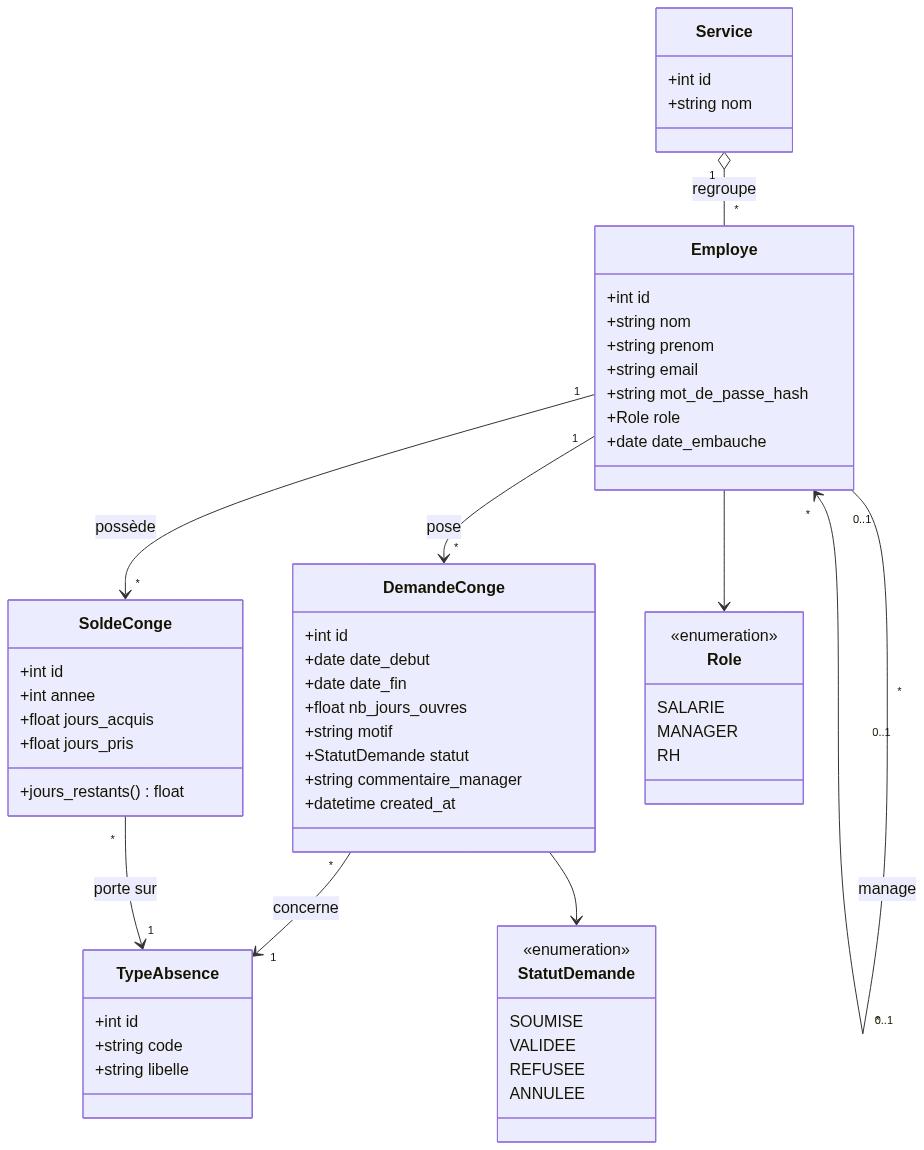 Service
+int id
+string nom
1
regroupe
*
Employe
+int id
+string nom
+string prenom
+string email
+string mot_de_passe_hash
+Role role
+date date_embauche
1
1
possède
*
pose
*
*
0..1
SoldeConge
+int id
+int annee
+float jours_acquis
+float jours_pris
+jours_restants() : float
DemandeConge
+int id
+date date_debut
+date date_fin
+float nb_jours_ouvres
+string motif
+StatutDemande statut
+string commentaire_manager
+datetime created_at
«enumeration»
Role
SALARIE
MANAGER
RH
*
0..1
manage
*
0..1
*
porte sur
1
*
concerne
1
TypeAbsence
+int id
+string code
+string libelle
«enumeration»
StatutDemande
SOUMISE
VALIDEE
REFUSEE
ANNULEE